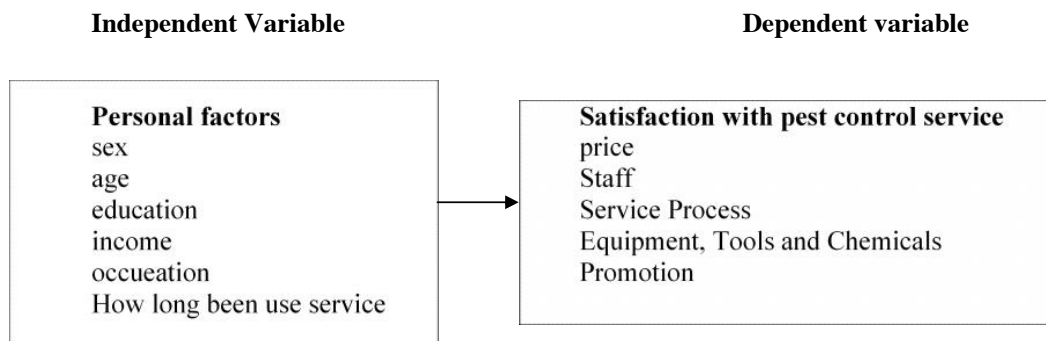 Independent Variable
Dependent variable
Personal factors
sex
age
education
income
occueation
How long been use service
Satisfaction with pest control service
price
Staff
Service Process
Equipment, Tools and Chemicals
Promotion